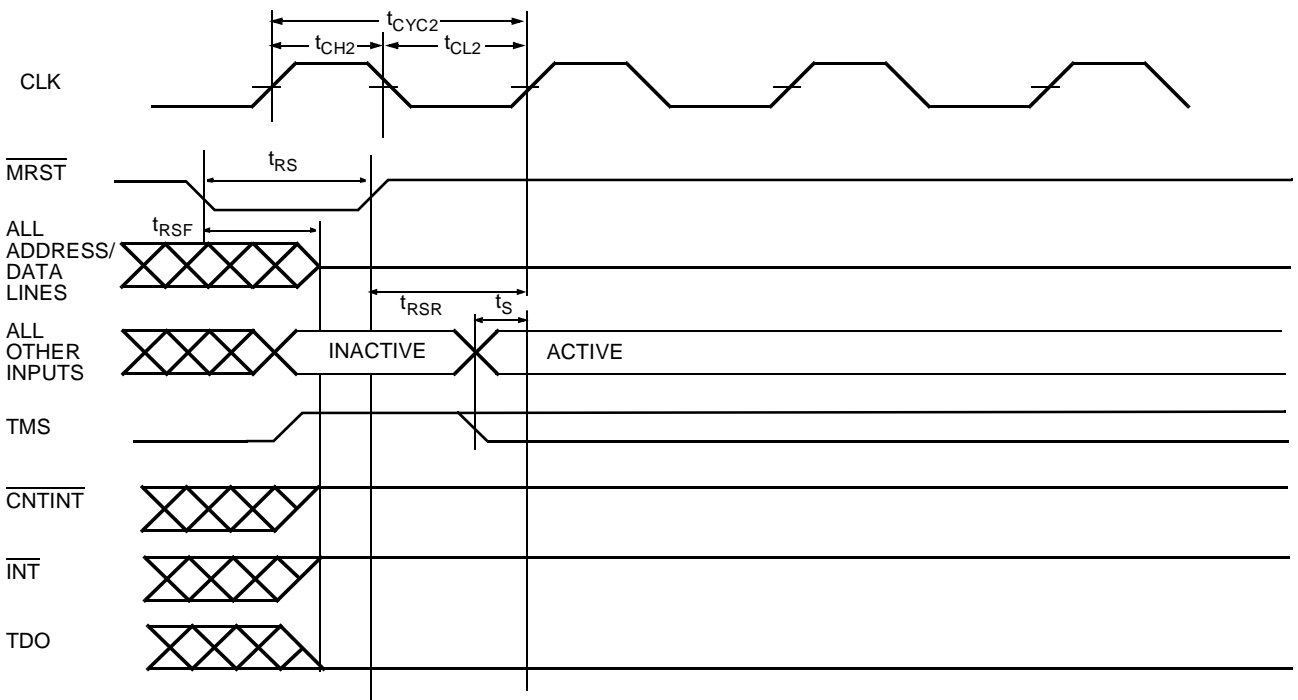 tCYC2
tCH2
tCL2
CLK
MRST
tRS
ALL
ADDRESS/
DATA
LINES
tRSF
tRSR
tS
ALL
OTHER
INPUTS
INACTIVE
ACTIVE
TMS
CNTINT
INT
TDO